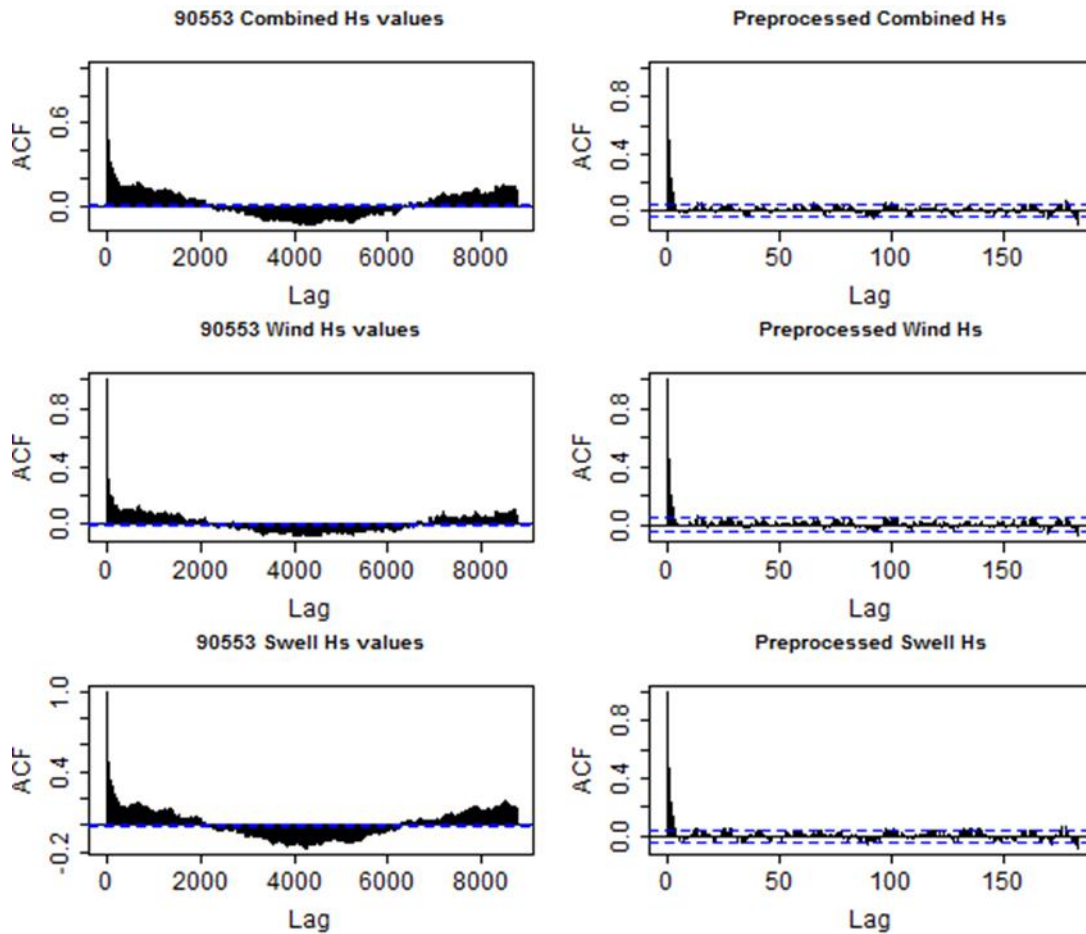 90553 Combined Hs values
Preprocessed Combined Hs
ACF
0.0 0.6
0 2000 4000 6000 8000
Lag
ACF
0.0 0.4 0.8
0 50 100 150
Lag
90553 Wind Hs values
Preprocessed Wind Hs
ACF
0.0 0.4 0.8
0 2000 4000 6000 8000
Lag
ACF
0.0 0.4 0.8
0 50 100 150
Lag
90553 Swell Hs values
Preprocessed Swell Hs
ACF
-0.2 0.4 1.0
0 2000 4000 6000 8000
Lag
ACF
0.0 0.4 0.8
0 50 100 150
Lag